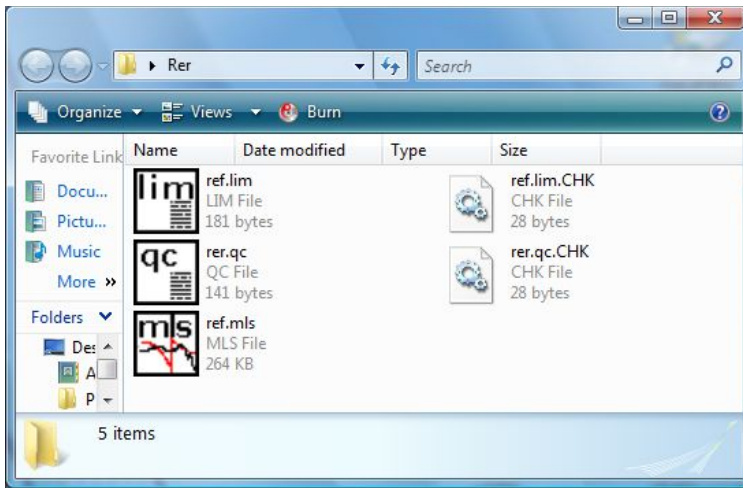 Rer
Search
Organize Views Burn
Favorite Link
Docu...
Pictu...
Music
More »
Folders
Des
A
P
Name Date modified Type Size
lim
ref.lim
LIM File
181 bytes
ref.lim.CHK
CHK File
28 bytes
qc
rer.qc
QC File
141 bytes
rer.qc.CHK
CHK File
28 bytes
mls
ref.mls
MLS File
264 KB
5 items